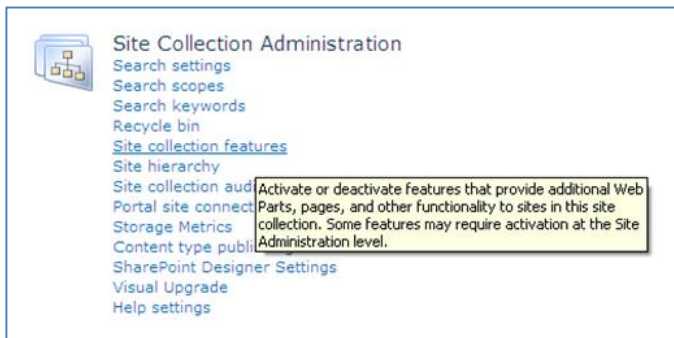 Site Collection Administration
Search settings
Search scopes
Search keywords
Recycle bin
Site collection features
Site hierarchy
Site collection
Activate or deactivate features that provide additional Web
Parts, pages, and other functionality to sites in this site
collection. Some features may require activation at the Site
Administration level.
Portal site
Storage Metrics
Content type
SharePoint Designer Settings
Visual Upgrade
Help settings